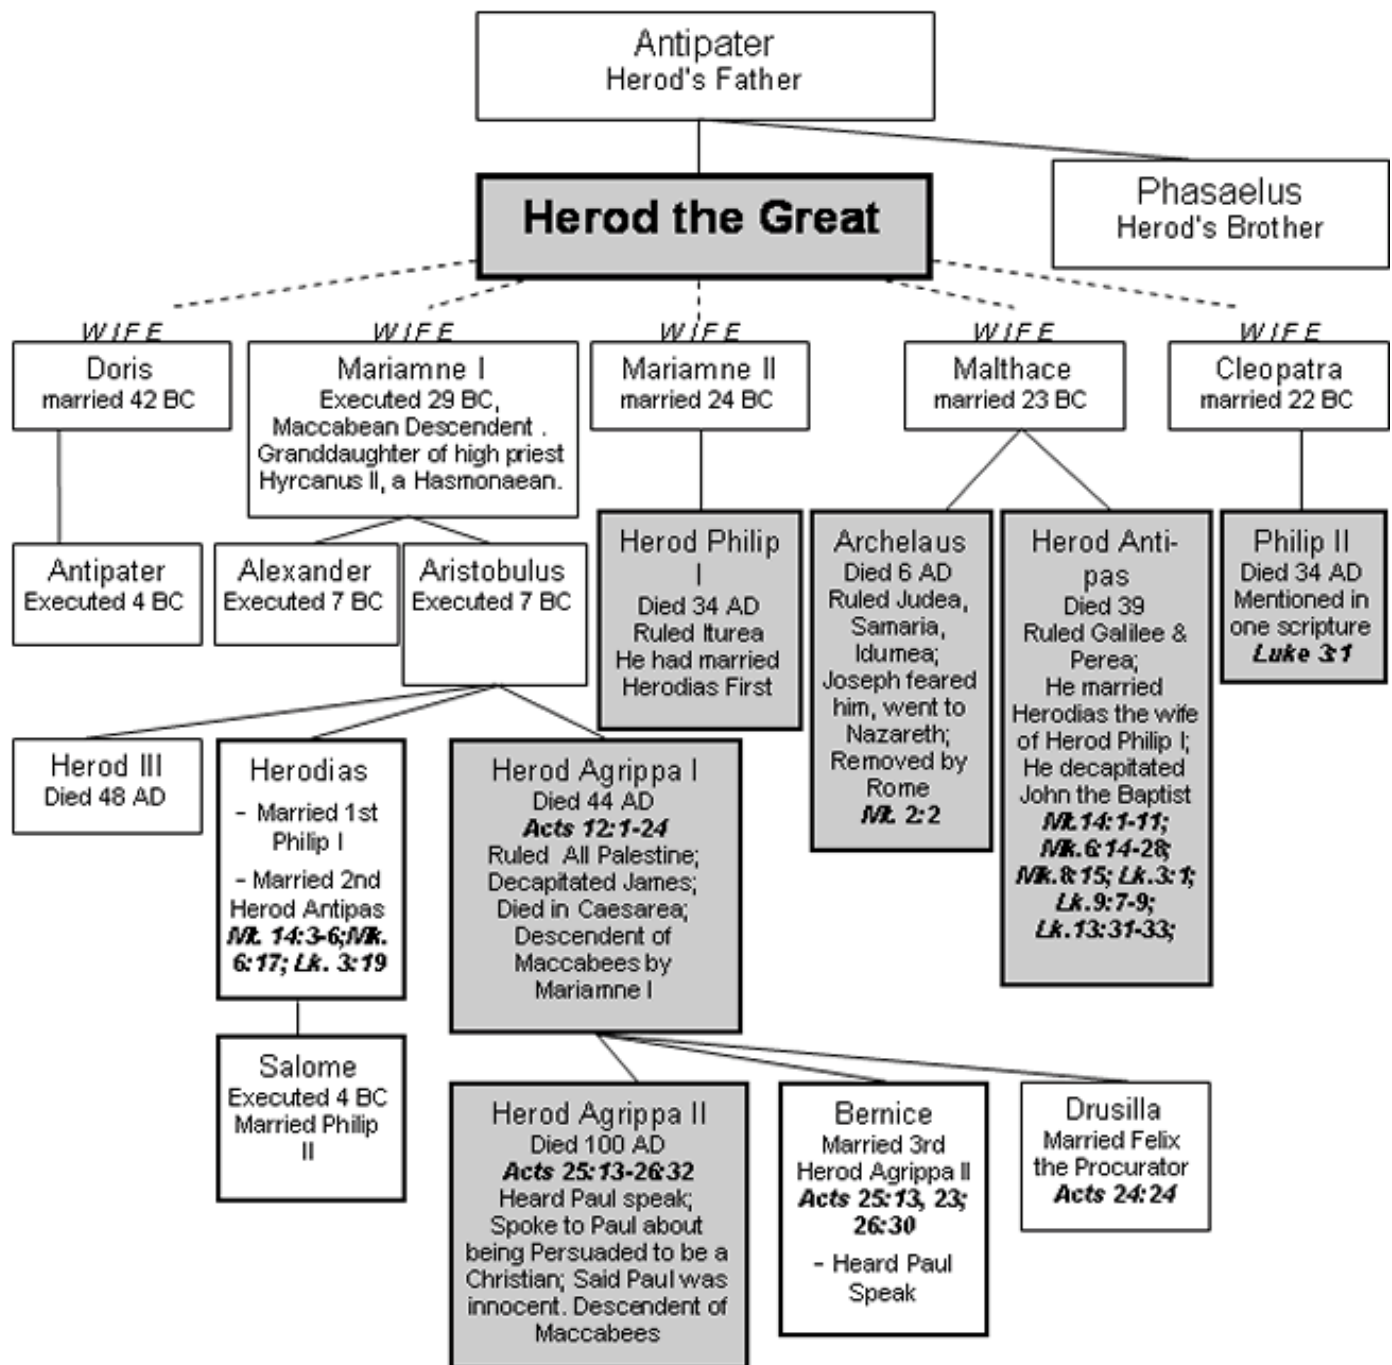 Antipater
Herod's Father
Phasaelus
Herod's Brother
Herod the Great
WIFE
Doris
married 42 BC
WIFE
Mariamne I
Executed 29 BC,
Maccabean Descendent .
Granddaughter of high priest
Hyrcanus II, a Hasmonaean.
WIFE
Mariamne II
married 24 BC
WIFE
Malthace
married 23 BC
WIFE
Cleopatra
married 22 BC
Antipater
Executed 4 BC
Alexander
Executed 7 BC
Aristobulus
Executed 7 BC
Herod Philip
I
Died 34 AD
Ruled Iturea
He had married
Herodias First
Archelaus
Died 6 AD
Ruled Judea,
Samaria,
Idumea;
Joseph feared
him, went to
Nazareth;
Removed by
Rome
Mt. 2:2
Herod Anti-
pas
Died 39
Ruled Galilee &
Perea;
He married
Herodias the wife
of Herod Philip I;
He decapitated
John the Baptist
Mt.14:1-11;
Mk.6:14-28;
Mk.8:15; Lk.3:1;
Lk.9:7-9;
Lk.13:31-33;
Philip II
Died 34 AD
Mentioned in
one scripture
Luke 3:1
Herod III
Died 48 AD
Herodias
- Married 1st
Philip I
- Married 2nd
Herod Antipas
Mt. 14:3-6;Mk.
6:17; Lk. 3:19
Herod Agrippa I
Died 44 AD
Acts 12:1-24
Ruled All Palestine;
Decapitated James;
Died in Caesarea;
Descendent of
Maccabees by
Mariamne I
Salome
Executed 4 BC
Married Philip
II
Herod Agrippa II
Died 100 AD
Acts 25:13-26:32
Heard Paul speak;
Spoke to Paul about
being Persuaded to be a
Christian; Said Paul was
innocent. Descendent of
Maccabees
Bernice
Married 3rd
Herod Agrippa II
Acts 25:13, 23;
26:30
- Heard Paul
Speak
Drusilla
Married Felix
the Procurator
Acts 24:24